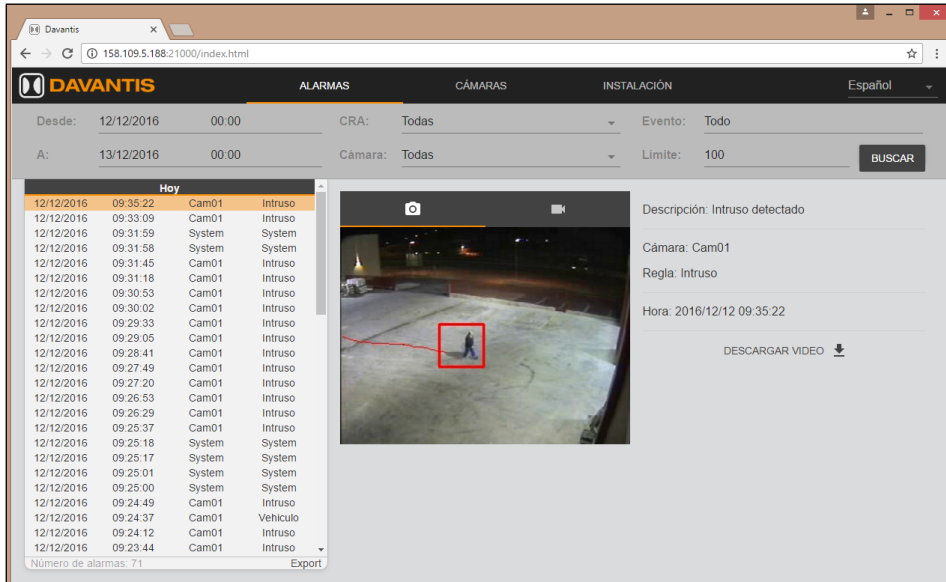 Davantis
158.109.5.188:21000/index.html
DAVANTIS
ALARMAS CÁMARAS INSTALACIÓN Español
Desde: 12/12/2016 00:00 CRA: Todas Evento: Todo
A: 13/12/2016 00:00 Cámara: Todas Limite: 100 BUSCAR
Hoy
12/12/2016 09:35:22 Cam01 Intruso
12/12/2016 09:33:09 Cam01 Intruso
12/12/2016 09:31:59 System System
12/12/2016 09:31:58 System System
12/12/2016 09:31:45 Cam01 Intruso
12/12/2016 09:31:18 Cam01 Intruso
12/12/2016 09:30:53 Cam01 Intruso
12/12/2016 09:30:02 Cam01 Intruso
12/12/2016 09:29:33 Cam01 Intruso
12/12/2016 09:29:05 Cam01 Intruso
12/12/2016 09:28:41 Cam01 Intruso
12/12/2016 09:27:49 Cam01 Intruso
12/12/2016 09:27:20 Cam01 Intruso
12/12/2016 09:26:53 Cam01 Intruso
12/12/2016 09:26:29 Cam01 Intruso
12/12/2016 09:25:37 Cam01 Intruso
12/12/2016 09:25:18 System System
12/12/2016 09:25:17 System System
12/12/2016 09:25:01 System System
12/12/2016 09:25:00 System System
12/12/2016 09:24:49 Cam01 Intruso
12/12/2016 09:24:37 Cam01 Vehiculo
12/12/2016 09:24:12 Cam01 Intruso
12/12/2016 09:23:44 Cam01 Intruso
Número de alarmas: 71 Export
Descripción: Intruso detectado
Cámara: Cam01
Regla: Intruso
Hora: 2016/12/12 09:35:22
DESCARGAR VIDEO